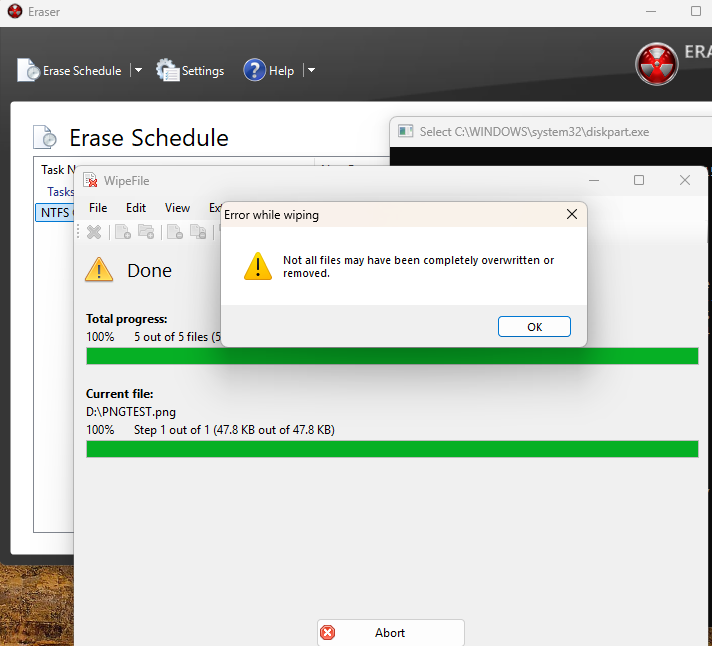 Eraser
Erase Schedule
Settings
Help
ERA
Erase Schedule
Select C:\WINDOWS\system32\diskpart.exe
Task N
Tasks
NTFS
WipeFile
File Edit View Ex
Error while wiping
Not all files may have been completely overwritten or
removed.
OK
Done
Total progress:
100% 5 out of 5 files (5
Current file:
D:\PNGTEST.png
100% Step 1 out of 1 (47.8 KB out of 47.8 KB)
Abort